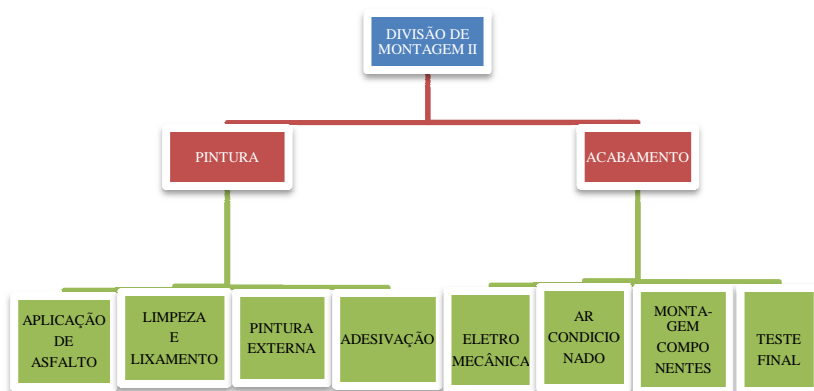 DIVISÃO DE
MONTAGEM II
PINTURA
ACABAMENTO
APLICAÇÃO
DE
ASFALTO
LIMPEZA
E
LIXAMENTO
PINTURA
EXTERNA
ADESIVAÇÃO
ELETRO
MECÂNICA
AR
CONDICIO
NADO
MONTA-
GEM
COMPO
NENTES
TESTE
FINAL